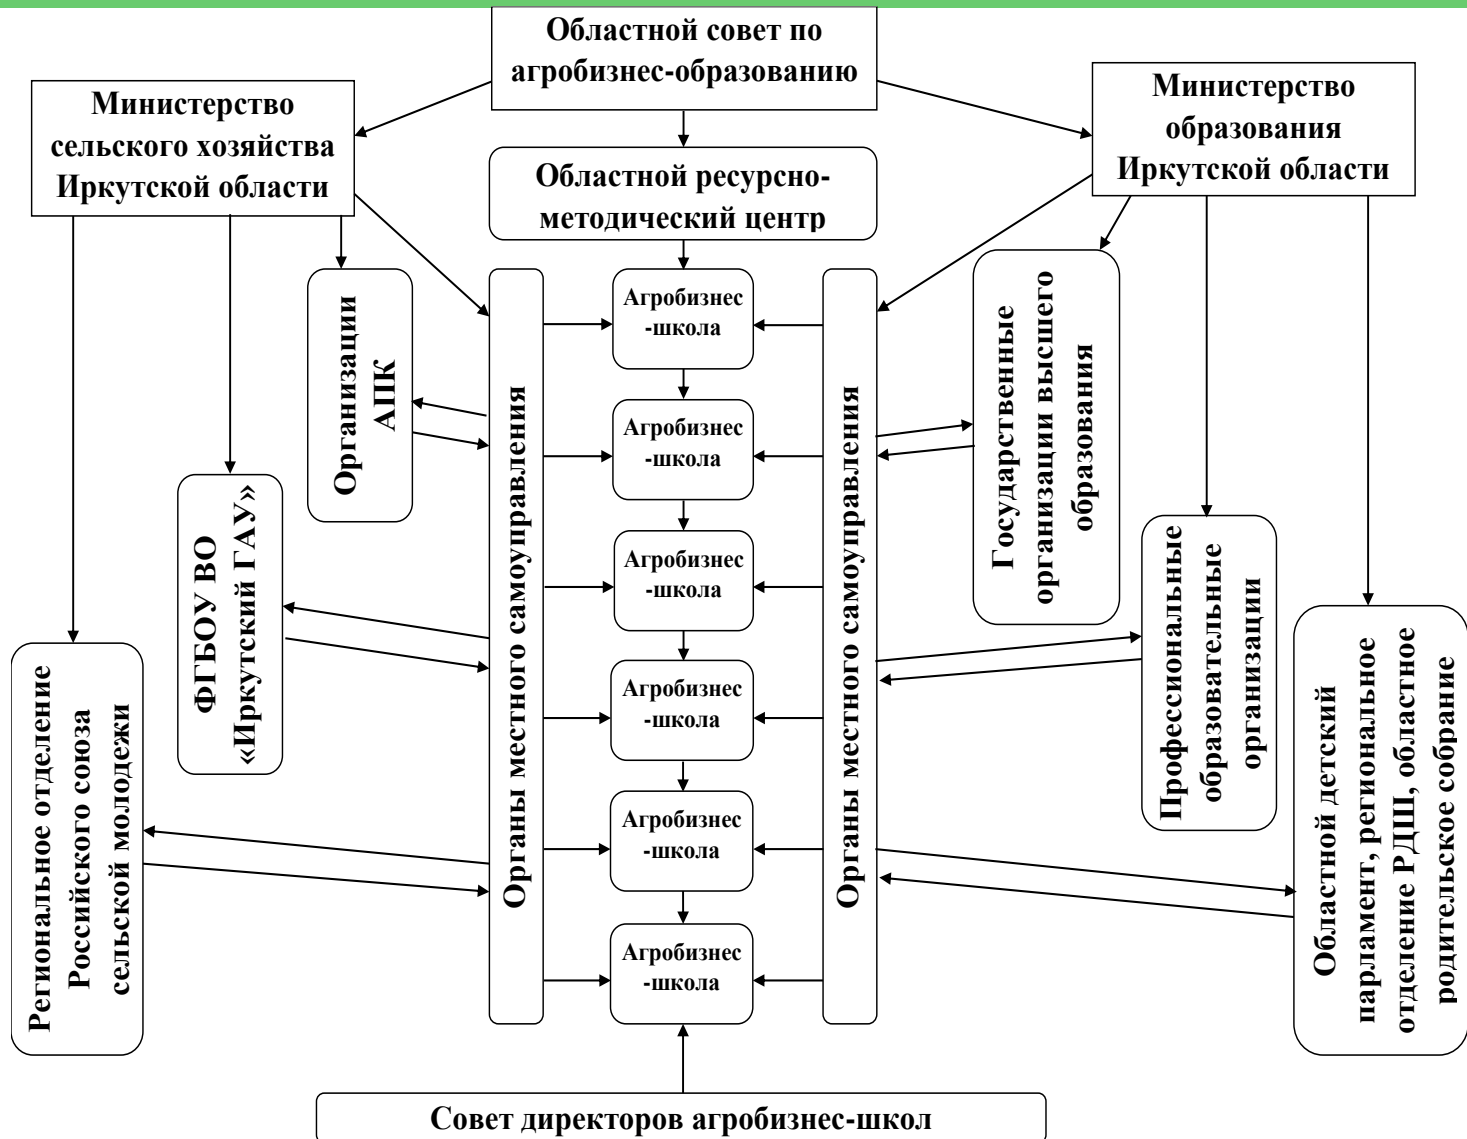 Областной совет по
агробизнес-образованию
Министерство
сельского хозяйства
Иркутской области
Министерство
образования
Иркутской области
Областной ресурсно-
методический центр
Организации
АПК
ФГБОУ ВО
«Иркутский ГАУ»
Региональное отделение
Российского союза
сельской молодежи
Органы местного самоуправления
Агробизнес
-школа
Агробизнес
-школа
Агробизнес
-школа
Агробизнес
-школа
Агробизнес
-школа
Агробизнес
-школа
Органы местного самоуправления
Государственные
организации высшего
образования
Профессиональные
образовательные
организации
Областной детский
парламент, региональное
отделение РДШ, областное
родительское собрание
Совет директоров агробизнес-школ